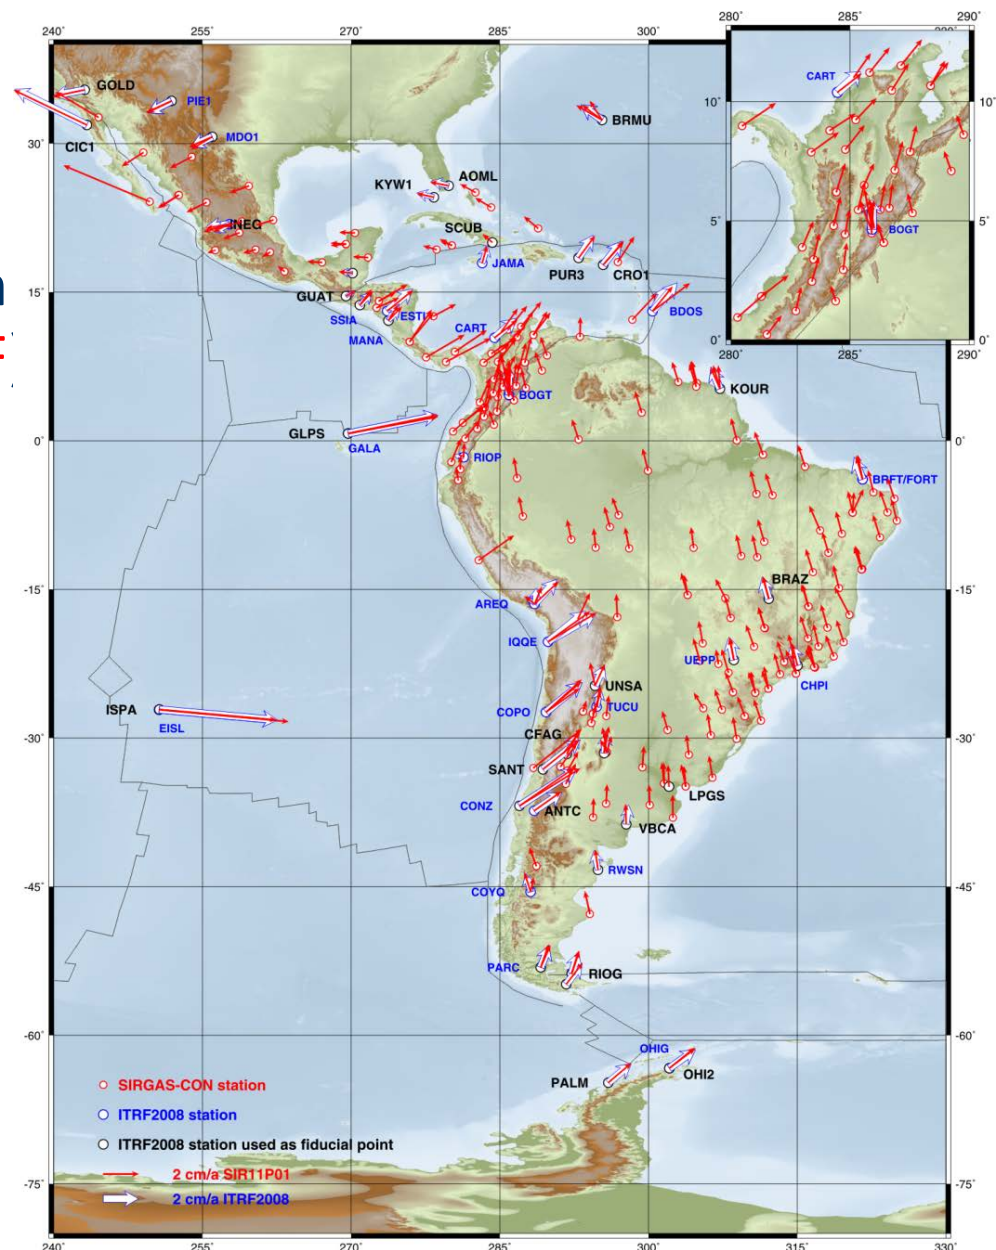 240° 255° 270° 285° 300° 280° 285° 290°
30° 15° 0° -15° -30° -45° -60° -75°
10° 5° 0°
280° 285° 290°
CART
BOGT
GOLD
PIE1
CIC1
MDO1
BRMU
KYW1
AOML
INEG
SCUB
JAMA
PUR3
CRO1
GUAT
SSIA
ESTI
MANA
CART
BDOS
BOGT
KOUR
GLPS
GALA
RIOP
BRFT/FORT
BRAZ
AREQ
IQQE
UEPP
UNSA
CHPI
ISPA
EISL
COPO
TUCU
CFAG
SANT
CONZ
ANTC
LPGS
VBCA
RWSN
COYQ
PARC
RIOG
OHIG
PALM
OHI2
SIRGAS-CON station
ITRF2008 station
ITRF2008 station used as fiducial point
2 cm/a SIR11P01
2 cm/a ITRF2008
0° -15° -30° -45° -60° -75°
240° 255° 270° 285° 300° 315° 330°